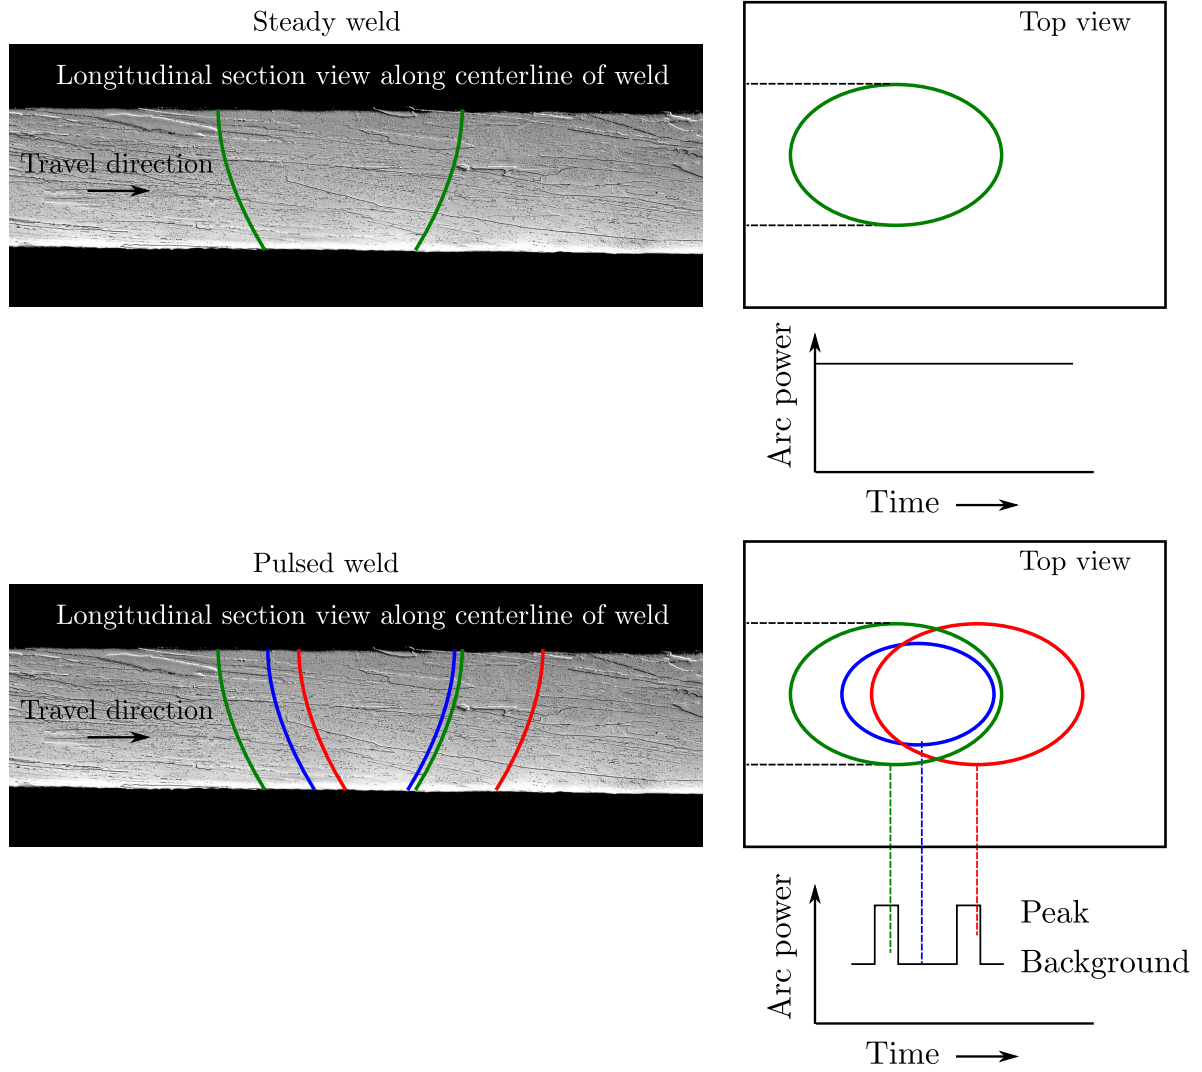 Steady weld
Top view
Longitudinal section view along centerline of weld
Travel direction
Arc power
Time
Pulsed weld
Top view
Longitudinal section view along centerline of weld
Travel direction
Arc power
Peak
Background
Time